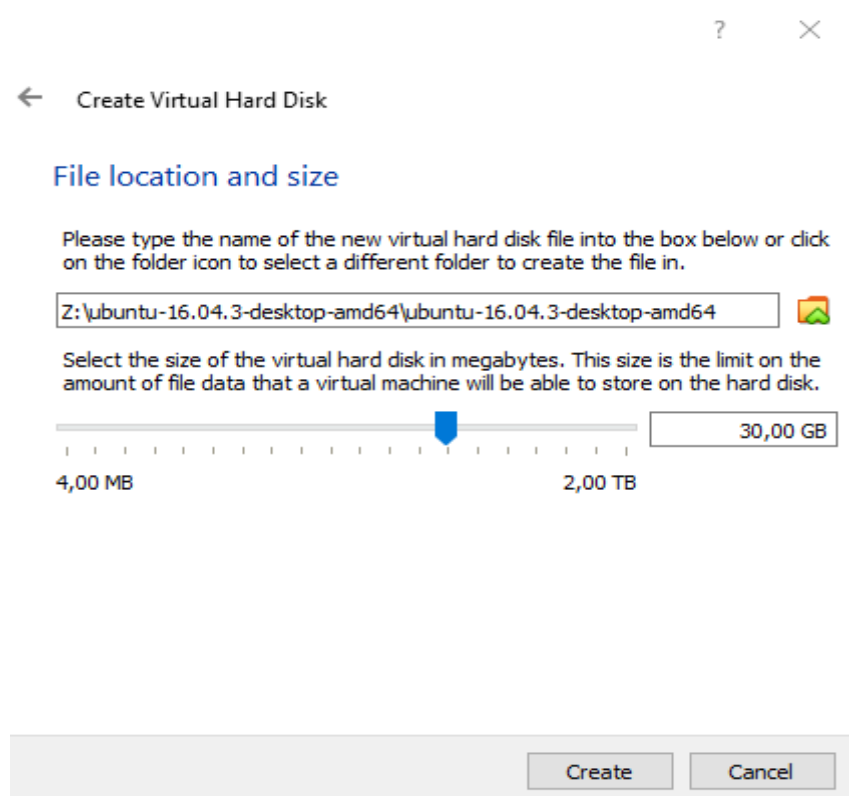 ?
Create Virtual Hard Disk
File location and size
Please type the name of the new virtual hard disk file into the box below or click
on the folder icon to select a different folder to create the file in.
Z:\ubuntu-16.04.3-desktop-amd64\ubuntu-16.04.3-desktop-amd64
Select the size of the virtual hard disk in megabytes. This size is the limit on the
amount of file data that a virtual machine will be able to store on the hard disk.
30,00 GB
4,00 MB 2,00 TB
Create Cancel